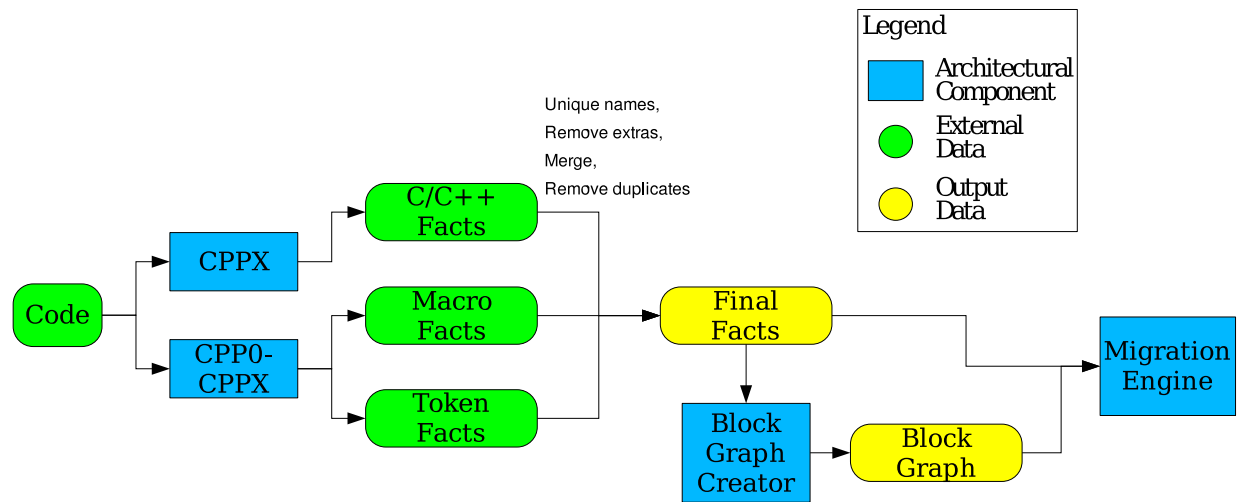 Legend
Architectural
Component
External
Data
Output
Data
Unique names,
Remove extras,
Merge,
Remove duplicates
C/C++
Facts
CPPX
Code
Macro
Facts
Final
Facts
CPP0-
CPPX
Migration
Engine
Token
Facts
Block
Graph
Creator
Block
Graph